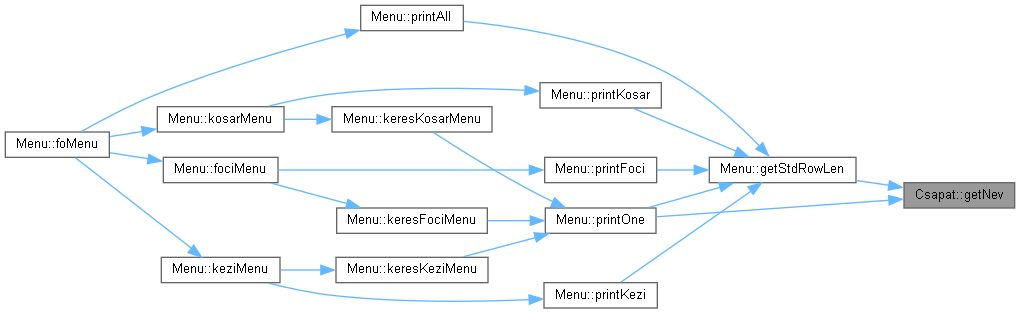 Menu::printAll
Menu::printKosar
Menu::kosarMenu
Menu::keresKosarMenu
Menu::foMenu
Menu::fociMenu
Menu::printFoci
Menu::getStdRowLen
Csapat::getNev
Menu::keresFociMenu
Menu::printOne
Menu::keziMenu
Menu::keresKeziMenu
Menu::printKezi